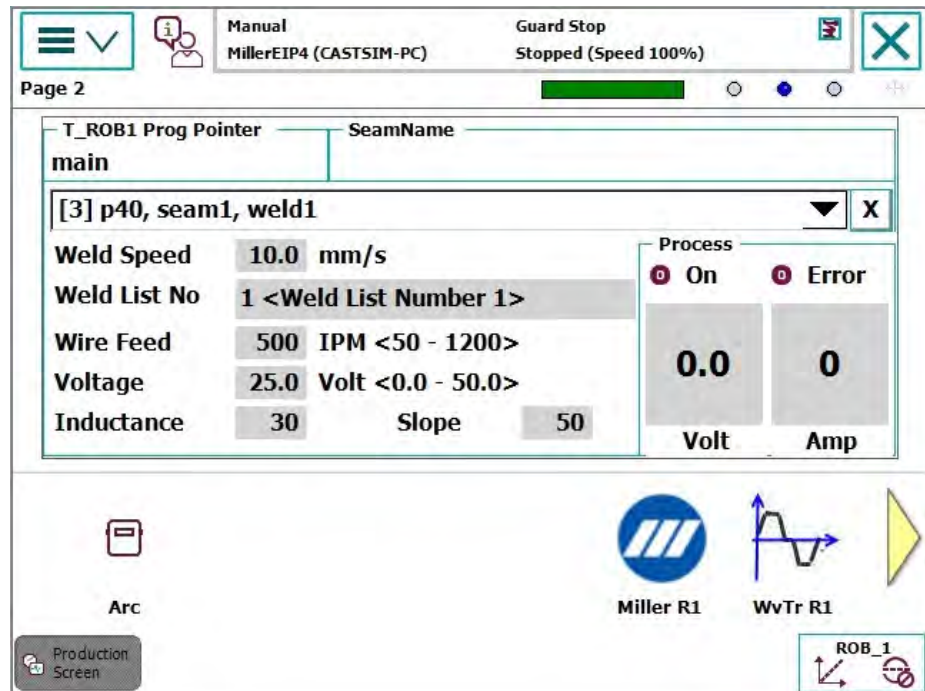 Manual
MillerEIP4 (CASTSIM-PC)
Guard Stop
Stopped (Speed 100%)
Page 2
T_ROB1 Prog Pointer
SeamName
main
[3] p40, seam1, weld1
X
Weld Speed 10.0 mm/s
Weld List No 1 <Weld List Number 1>
Wire Feed 500 IPM <50 - 1200>
Voltage 25.0 Volt <0.0 - 50.0>
Inductance 30 Slope 50
Process
0 On 0 Error
0.0 0
Volt Amp
Arc
Miller R1
WvTr R1
Production
Screen
ROB_1